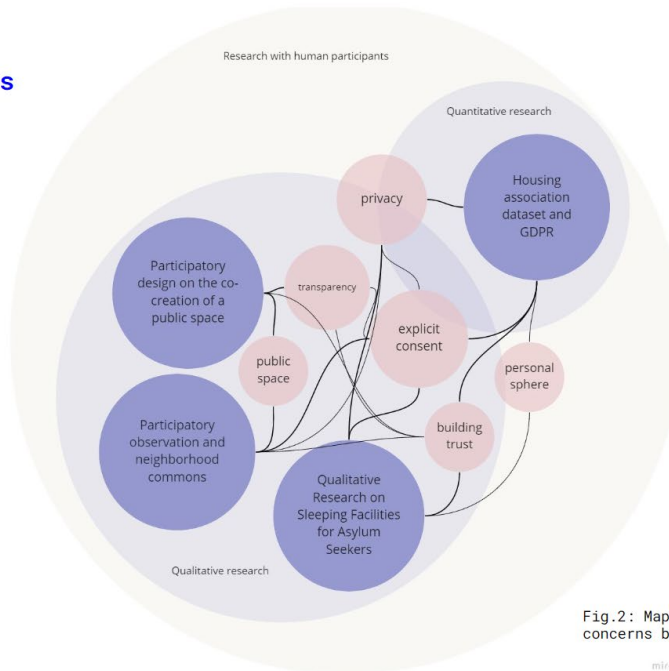 s
Research with human participants
Quantitative research
Housing
association
dataset and
GDPR
privacy
Participatory
design on the co-
creation of a
public space
transparency
explicit
consent
public
space
personal
sphere
Participatory
observation and
neighborhood
commons
building
trust
Qualitative
Research on
Sleeping Facilities
for Asylum
Seekers
Qualitative research
Fig.2: Map
concerns b